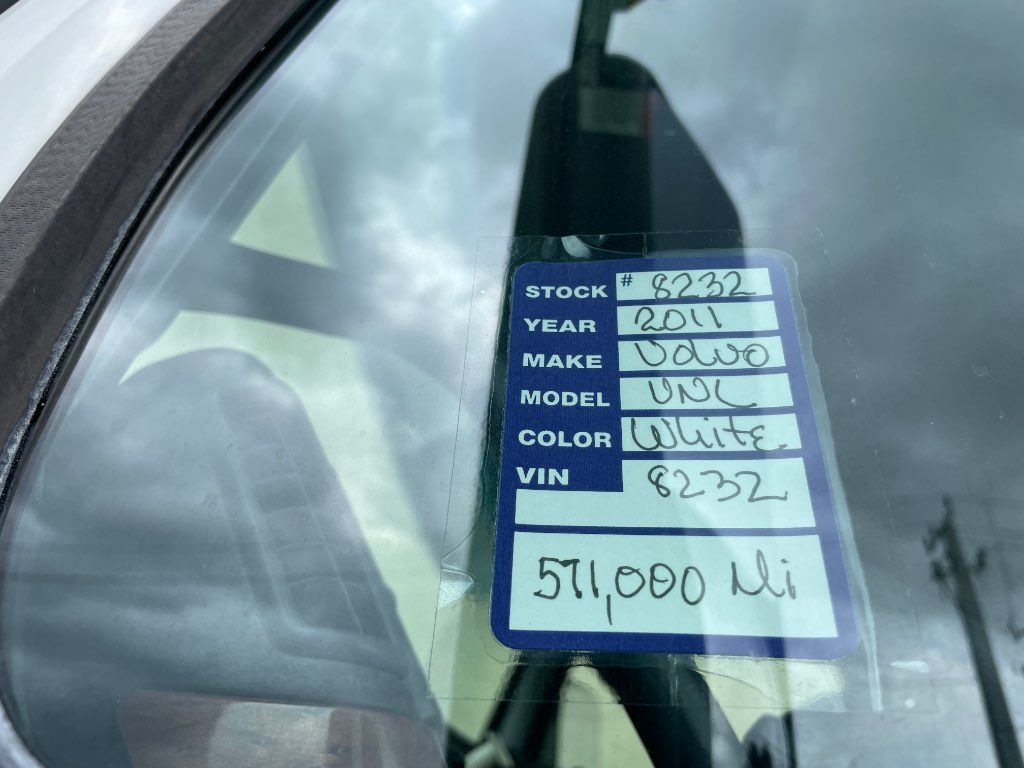 STOCK # 8232
YEAR 2011
MAKE Volvo
MODEL VNL
COLOR White
VIN 8232
571,000 Mi